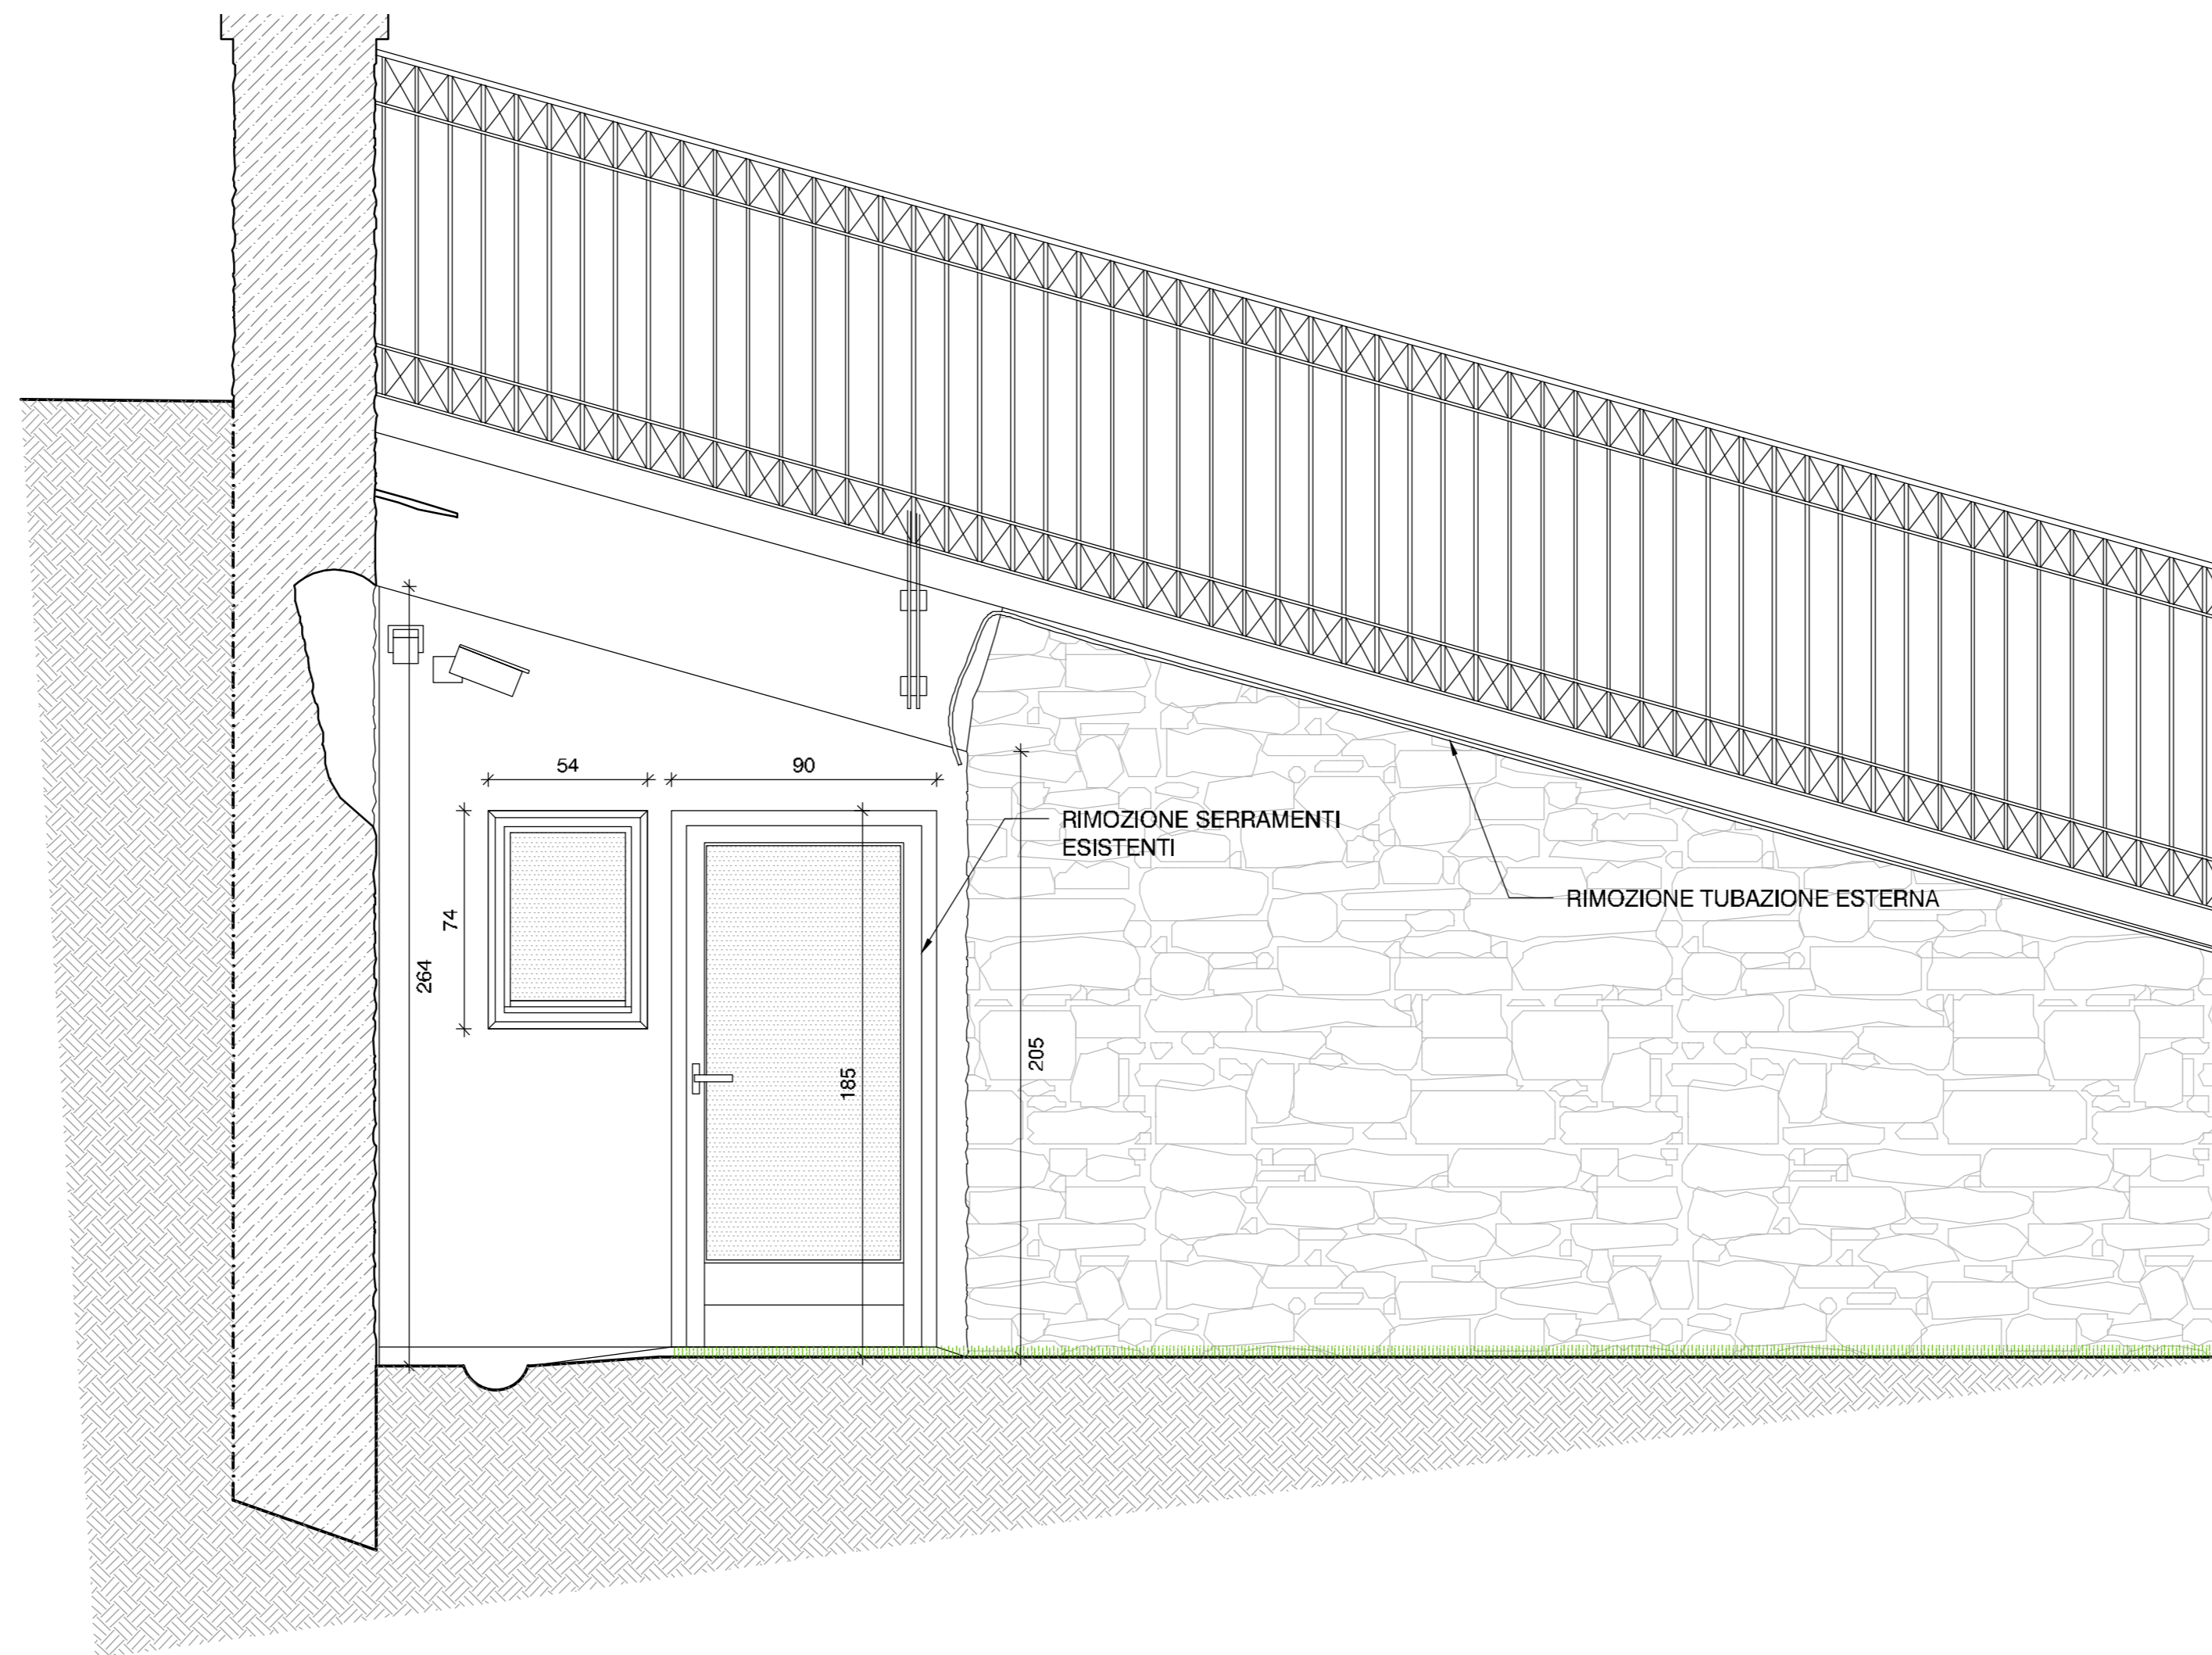 54
90
RIMOZIONE SERRAMENTI
ESISTENTI
RIMOZIONE TUBAZIONE ESTERNA
74
264
185
205